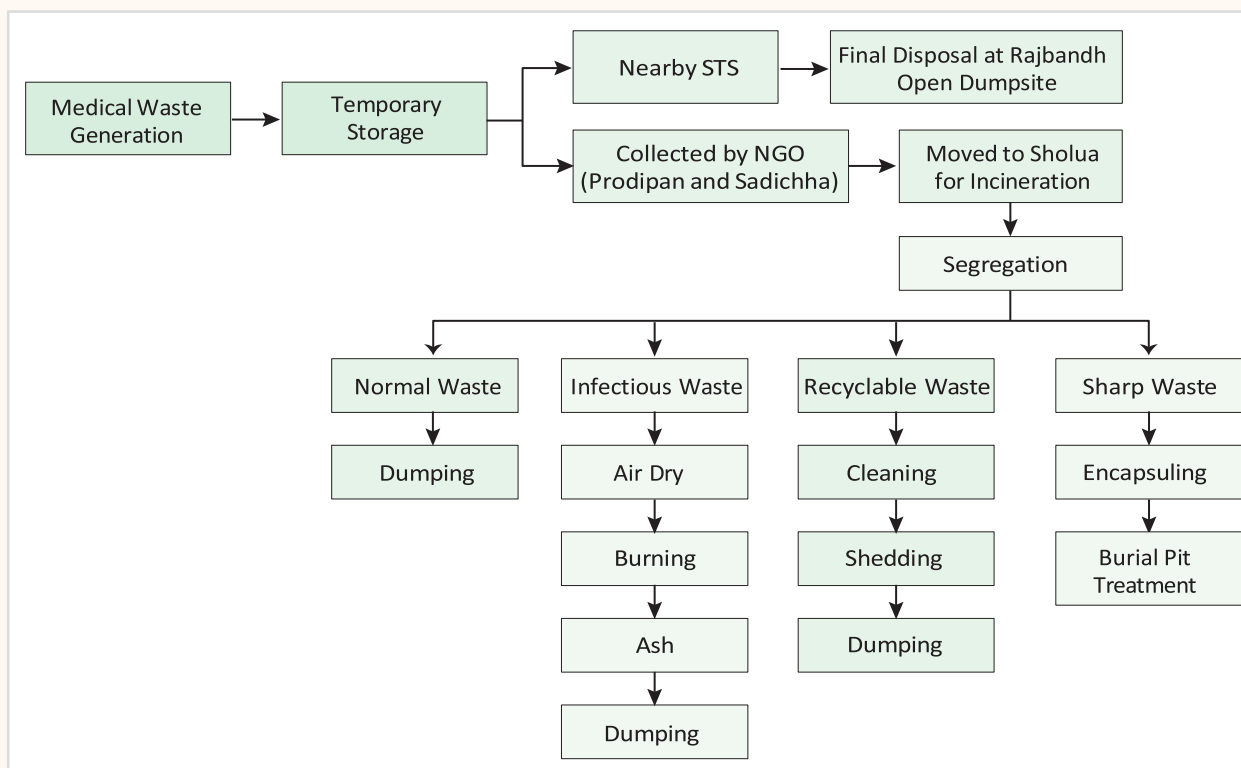 Medical Waste
Generation
Temporary
Storage
Nearby STS
Final Disposal at Rajbandh
Open Dumpsite
Collected by NGO
(Prodipan and Sadichha)
Moved to Sholua
for Incineration
Segregation
Normal Waste
Dumping
Infectious Waste
Air Dry
Burning
Ash
Dumping
Recyclable Waste
Cleaning
Shedding
Dumping
Sharp Waste
Encapsuling
Burial Pit
Treatment